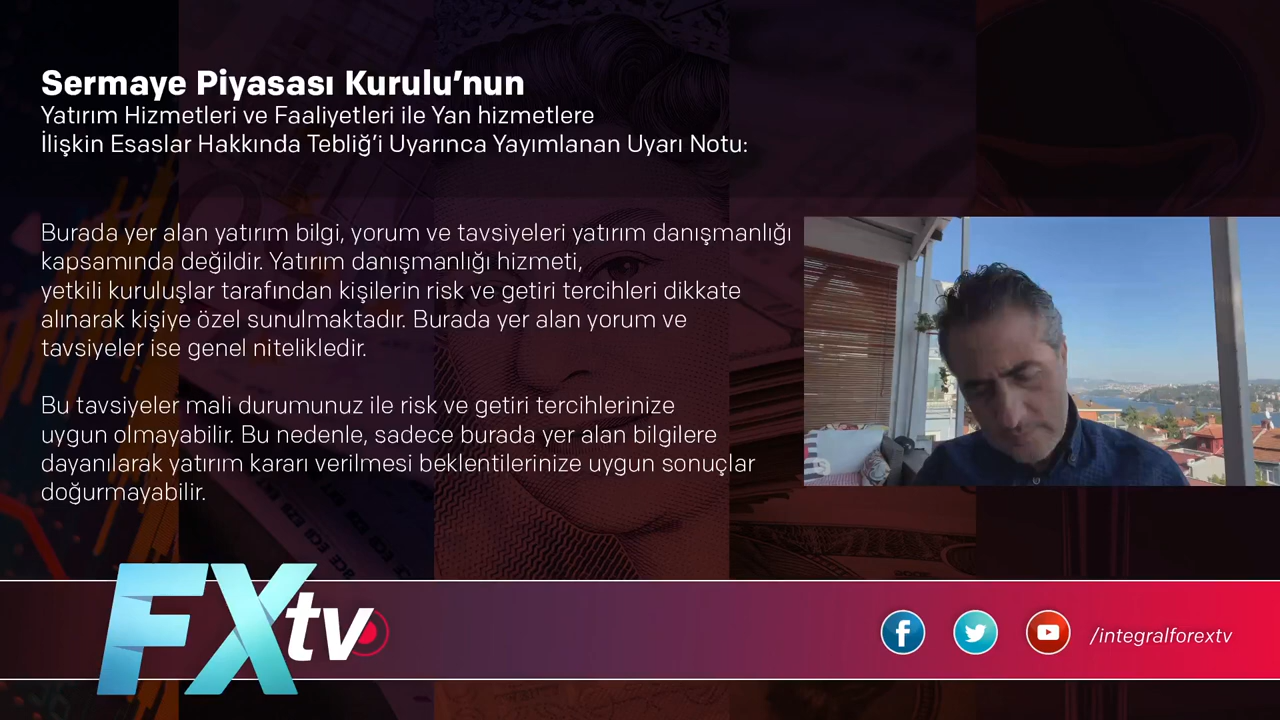 Sermaye Piyasası Kurulu’nun
Yatırım Hizmetleri ve Faaliyetleri ile Yan hizmetlere
İlişkin Esaslar Hakkında Tebliğ’i Uyarınca Yayımlanan Uyarı Notu:
Burada yer alan yatırım bilgi, yorum ve tavsiyeleri yatırım danışmanlığı
kapsamında değildir. Yatırım danışmanlığı hizmeti,
yetkili kuruluşlar tarafından kişilerin risk ve getiri tercihleri dikkate
alınarak kişiye özel sunulmaktadır. Burada yer alan yorum ve
tavsiyeler ise genel nitelikledir.
Bu tavsiyeler mali durumunuz ile risk ve getiri tercihlerinize
uygun olmayabilir. Bu nedenle, sadece burada yer alan bilgilere
dayanılarak yatırım kararı verilmesi beklentilerinize uygun sonuçlar
doğurmayabilir.
FXtv
/integralforextv